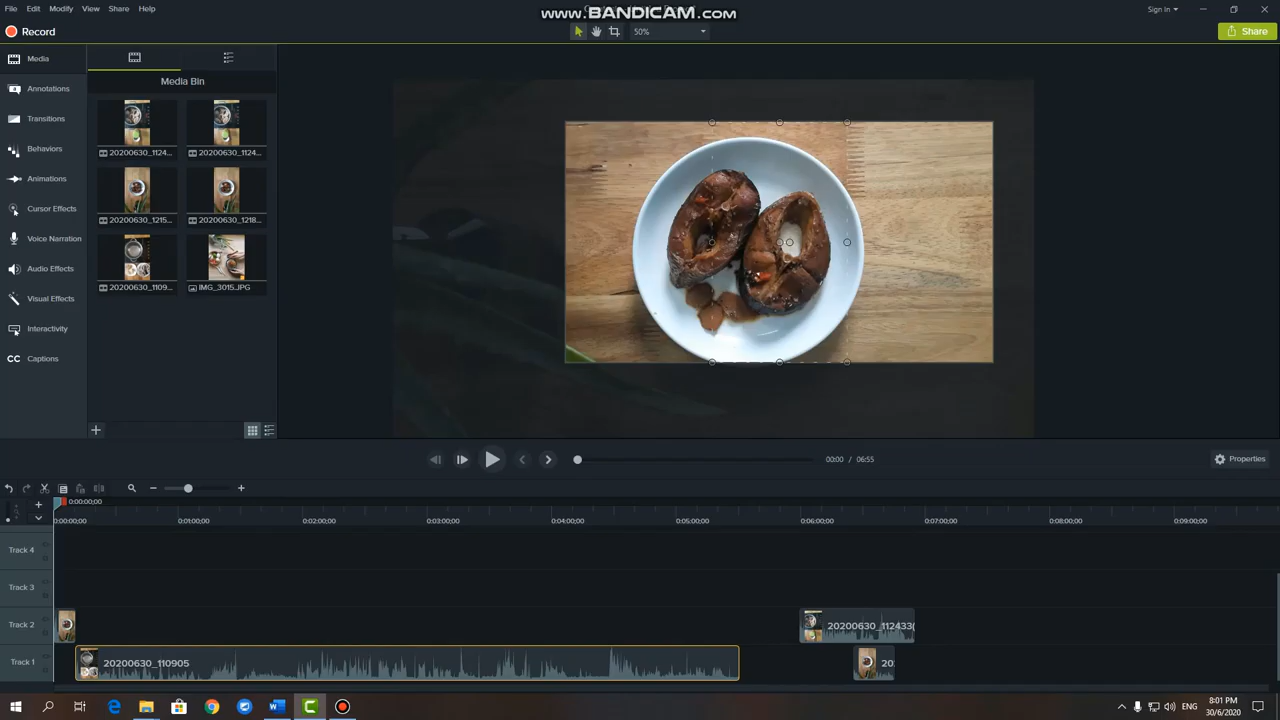 File Edit Modify View Share Help
www.BANDICAM.com
Sign In
Record
50%
Share
Media
Media Bin
Annotations
Transitions
Behaviors
Animations
Cursor Effects
Voice Narration
Audio Effects
Visual Effects
Interactivity
CC Captions
20200630_1124... 20200630_1124...
20200630_1215... 20200630_1218...
20200630_1109... IMG_3015.JPG
00:00 / 06:55
Properties
0:00:00;00
0:00:00;00 0:01:00;00 0:02:00;00 0:03:00;00 0:04:00;00 0:05:00;00 0:06:00;00 0:07:00;00 0:08:00;00 0:09:00;00
Track 4
Track 3
Track 2
20200630_112433(
Track 1
20200630_110905
20
ENG
8:01 PM
30/6/2020